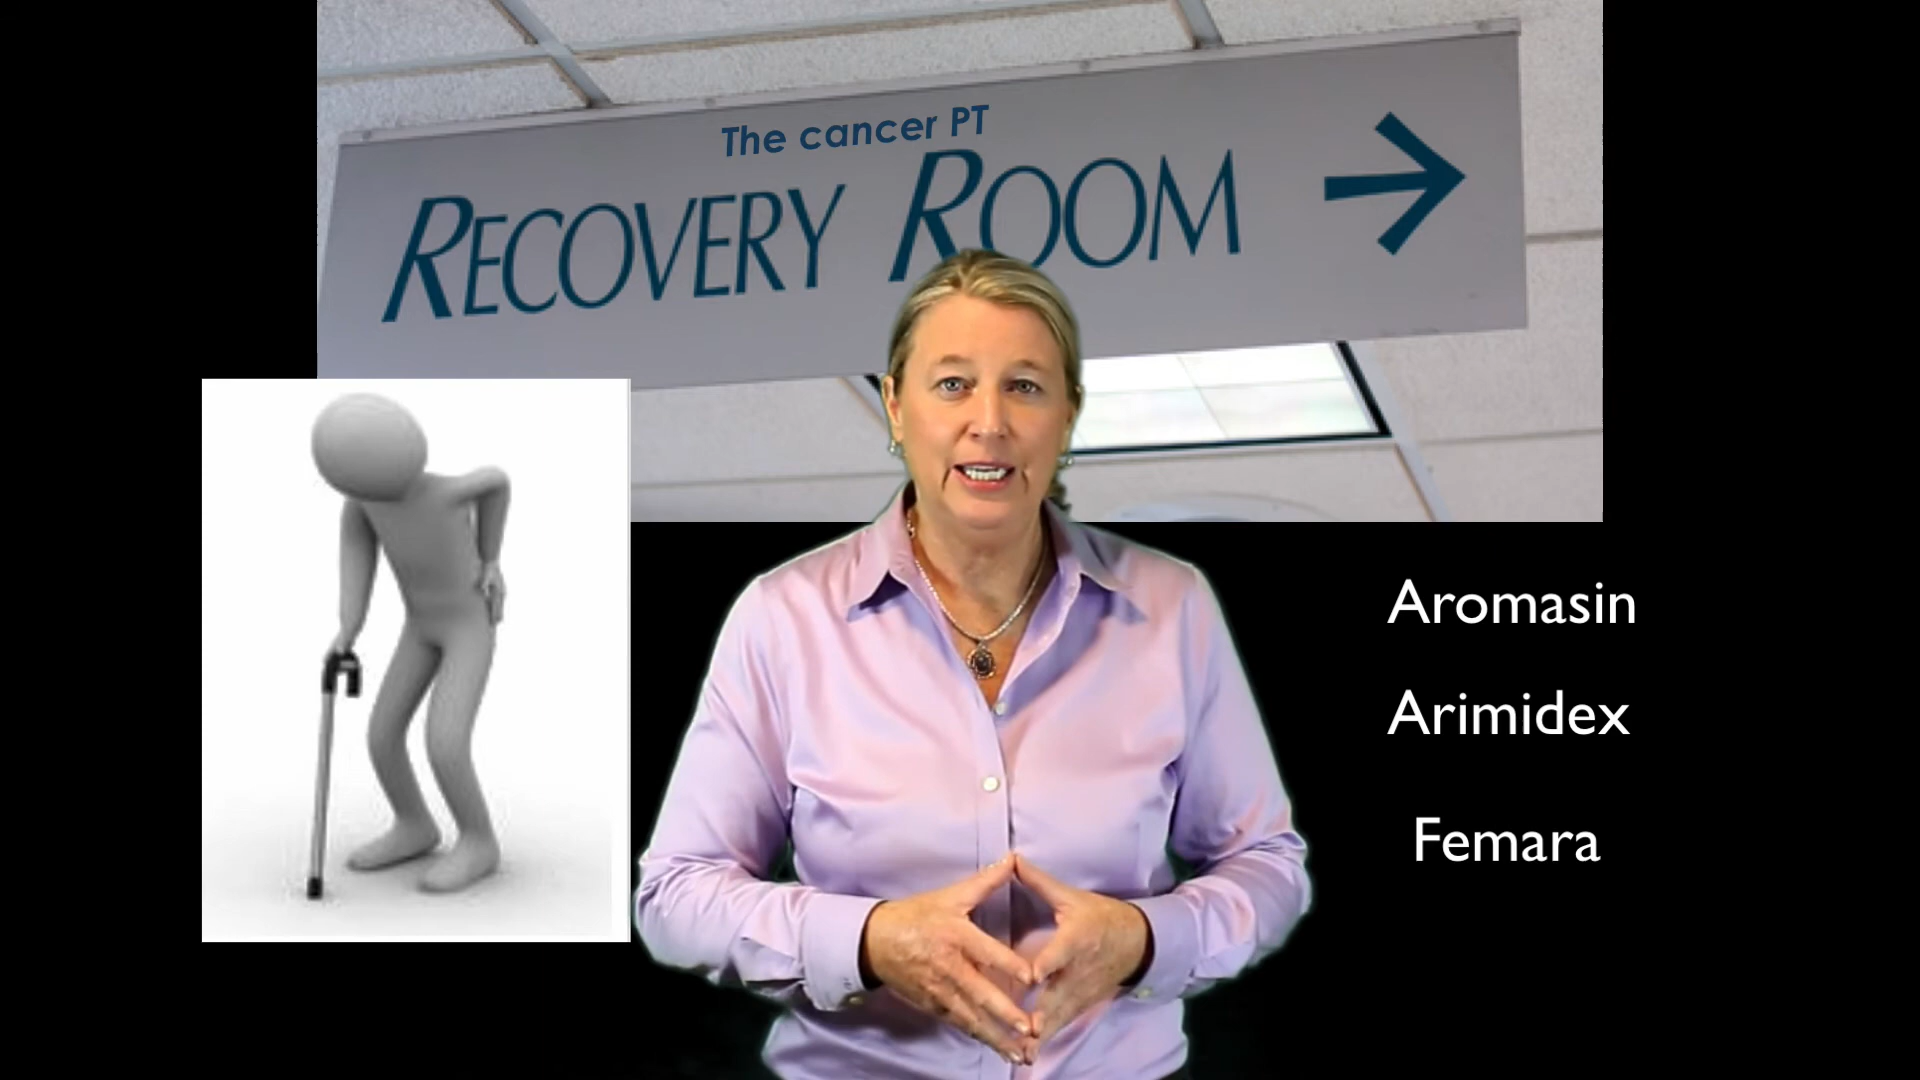 The cancer PT
RECOVERY ROOM
Aromasin
Arimidex
Femara